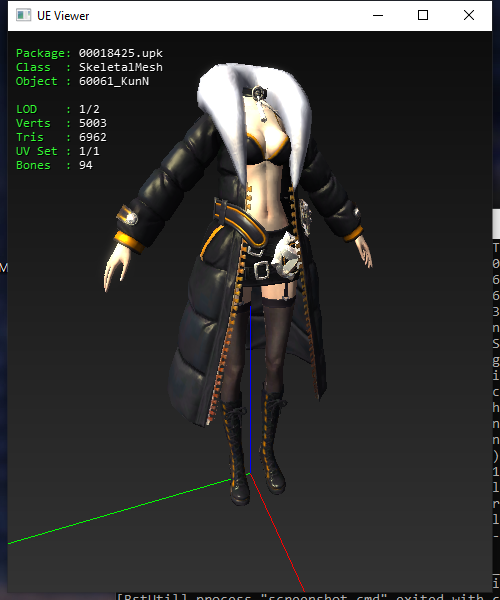 UE Viewer
Package: 00018425.upk
Class : SkeletalMesh
Object : 60061_KunN
LOD : 1/2
Verts : 5003
Tris : 6962
UV Set : 1/1
Bones : 94
[BstUtil] process "screenshot.cmd" exited with c